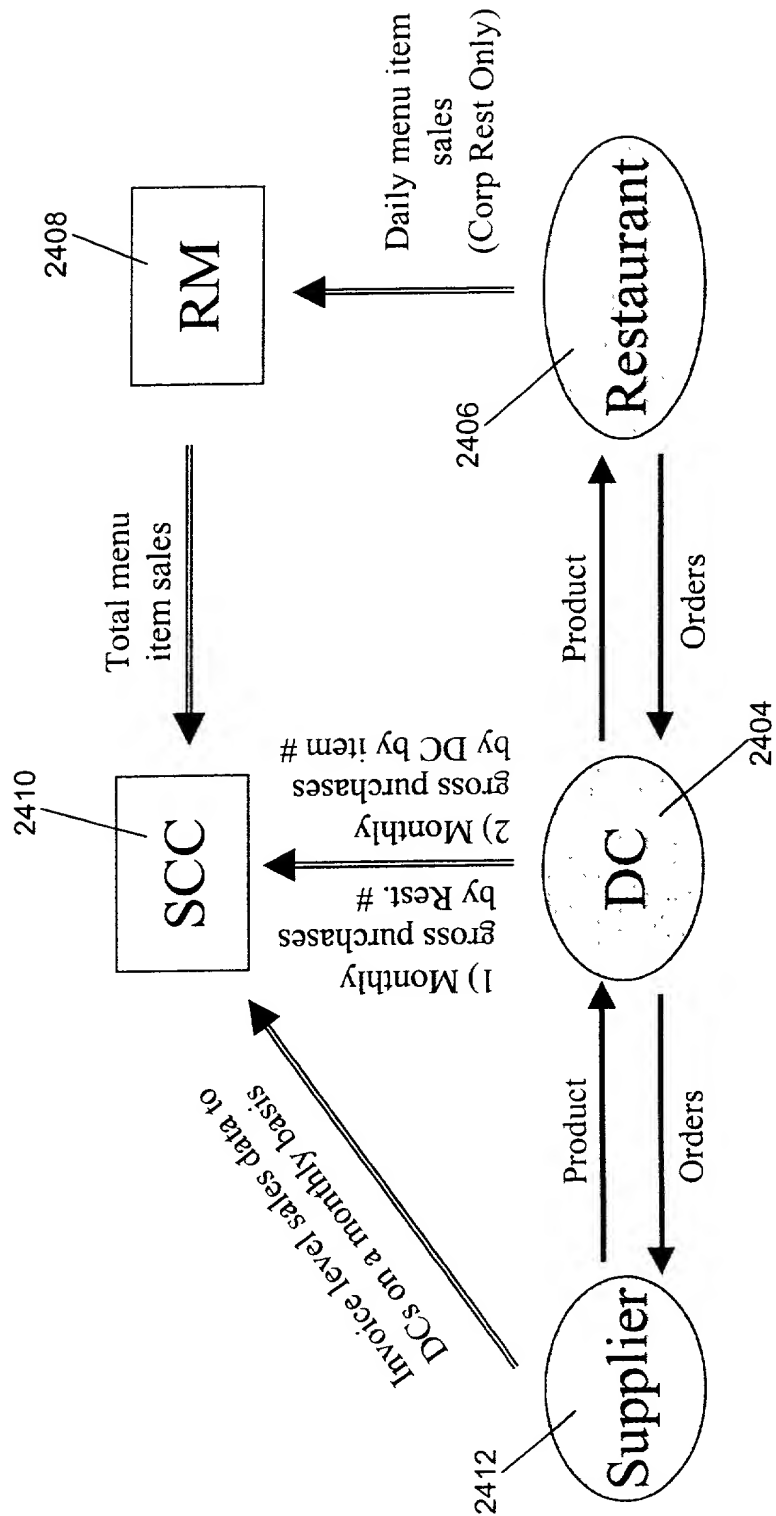 2408
RM
Daily menu item
sales
(Corp Rest Only)
2406
Restaurant
Total menu
item sales
2410
SCC
1) Monthly
gross purchases
by Rest. #
2) Monthly
gross purchases
by DC by item #
Product
Orders
2404
DC
Invoice level sales data to
DCs on a monthly basis
Product
Orders
2412
Supplier